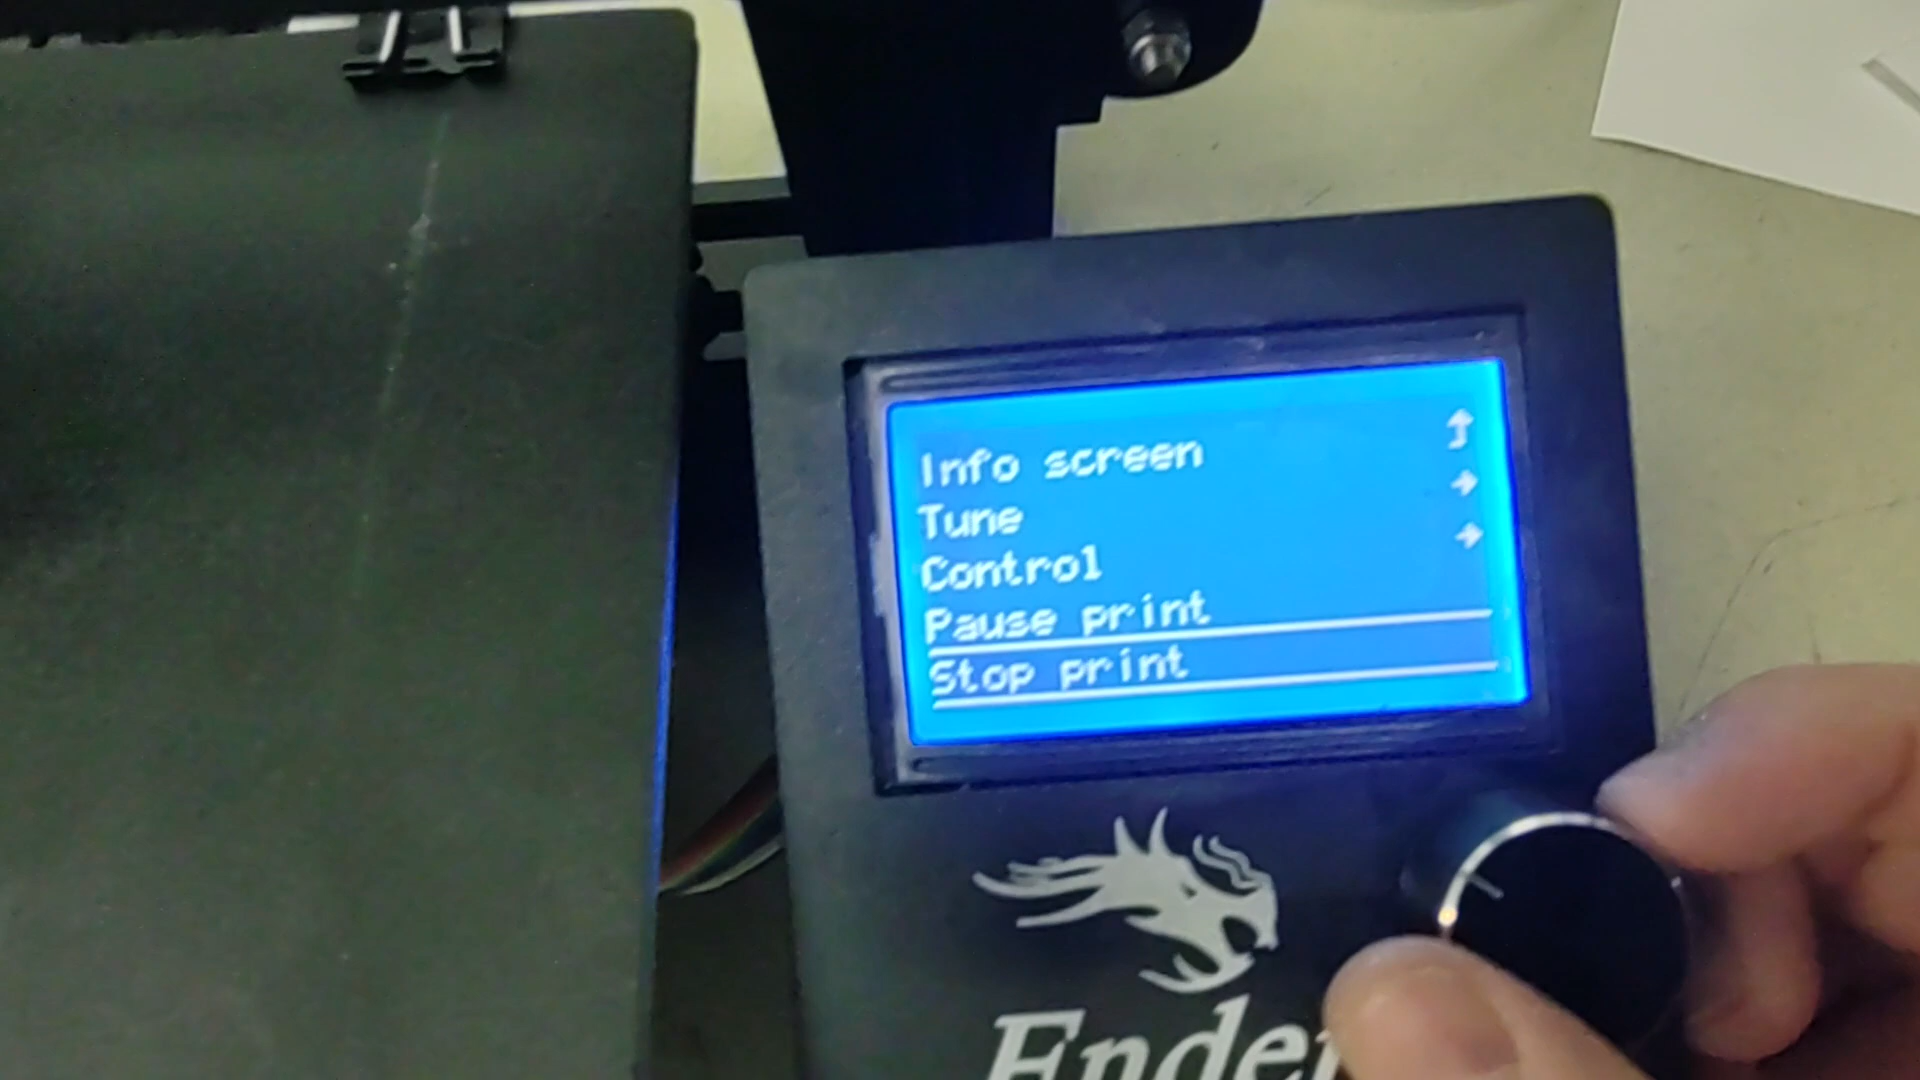 Info screen
Tune
Control
Pause print
Stop print
Ender